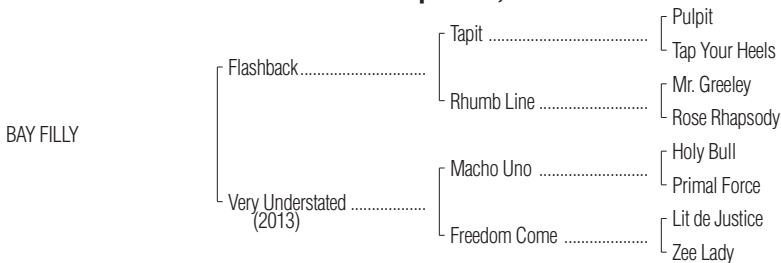 Pulpit
Tapit ....................................
Tap Your Heels
Flashback............................
Mr. Greeley
Rhumb Line ........................
Rose Rhapsody
BAY FILLY
Holy Bull
Macho Uno ........................
Primal Force
Very Understated .................
(2013)
Lit de Justice
Freedom Come ...................
Zee Lady